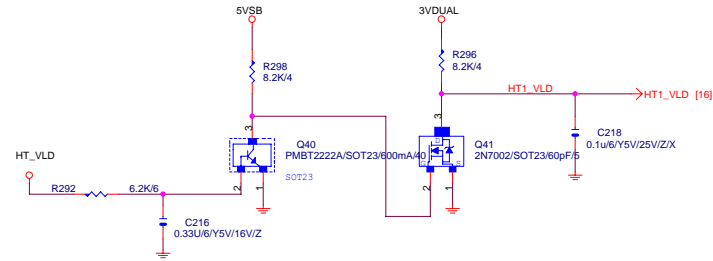 5VSB
3VDUAL
R298
8.2K/4
R296
8.2K/4
HT1_VLD
HT1_VLD [16]
3
3
Q40
PMBT2222A/SOT23/600mA/40
SOT23
Q41
2N7002/SOT23/60pF/5
D
G
S
C218
0.1u/6/Y5V/25V/Z/X
HT_VLD
2
1
2
1
R292
6.2K/6
C216
0.33U/6/Y5V/16V/Z